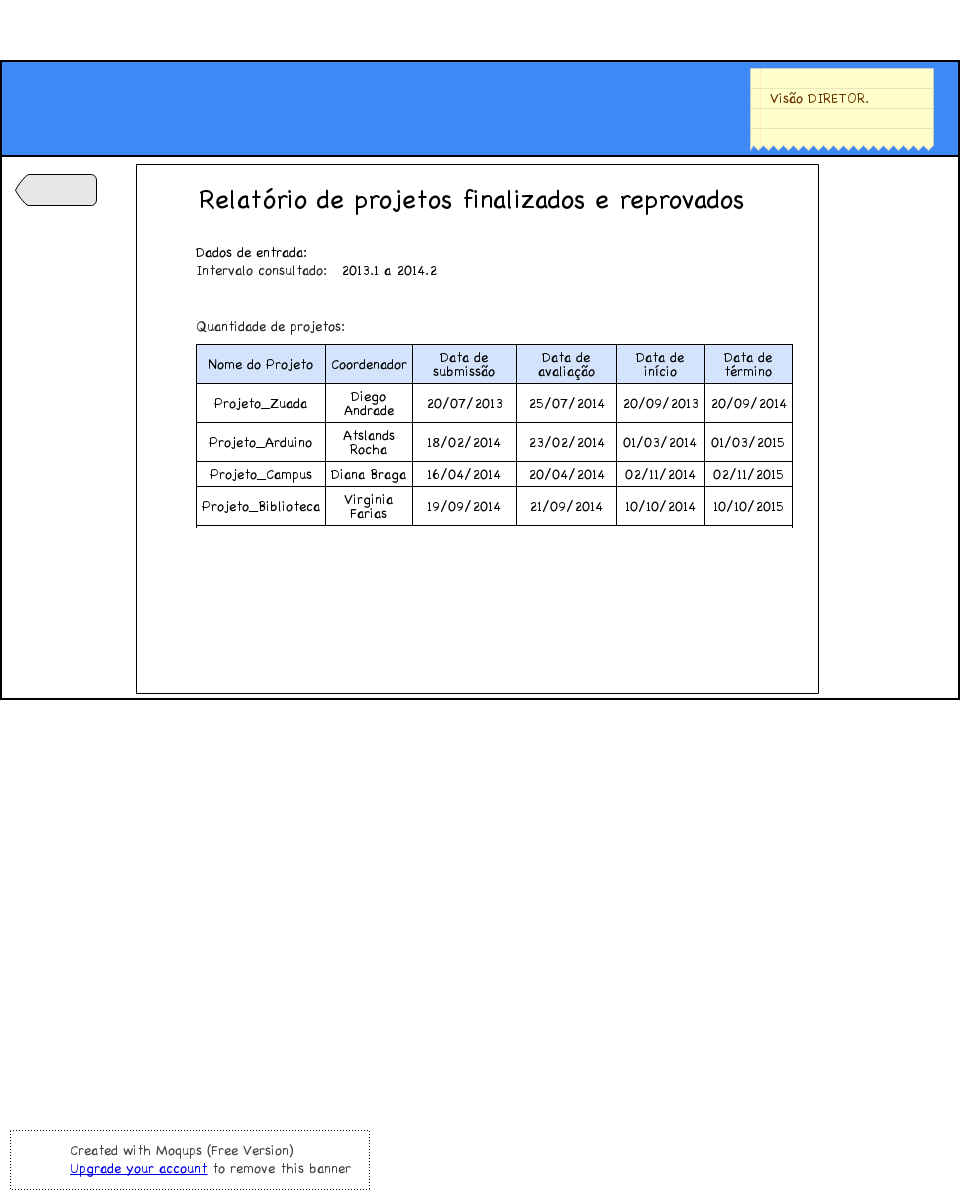 Visão DIRETOR.
Relatório de projetos finalizados e reprovados
Dados de entrada:
Intervalo consultado: 2013.1 a 2014.2
Quantidade de projetos:
Nome do Projeto Coordenador Data de submissão Data de avaliação Data de início Data de término
Projeto_Zuada Diego Andrade 20/07/2013 25/07/2014 20/09/2013 20/09/2014
Projeto_Arduino Atslands Rocha 18/02/2014 23/02/2014 01/03/2014 01/03/2015
Projeto_Campus Diana Braga 16/04/2014 20/04/2014 02/11/2014 02/11/2015
Projeto_Biblioteca Virginia Farias 19/09/2014 21/09/2014 10/10/2014 10/10/2015
Created with Moqups (Free Version)
Upgrade your account to remove this banner